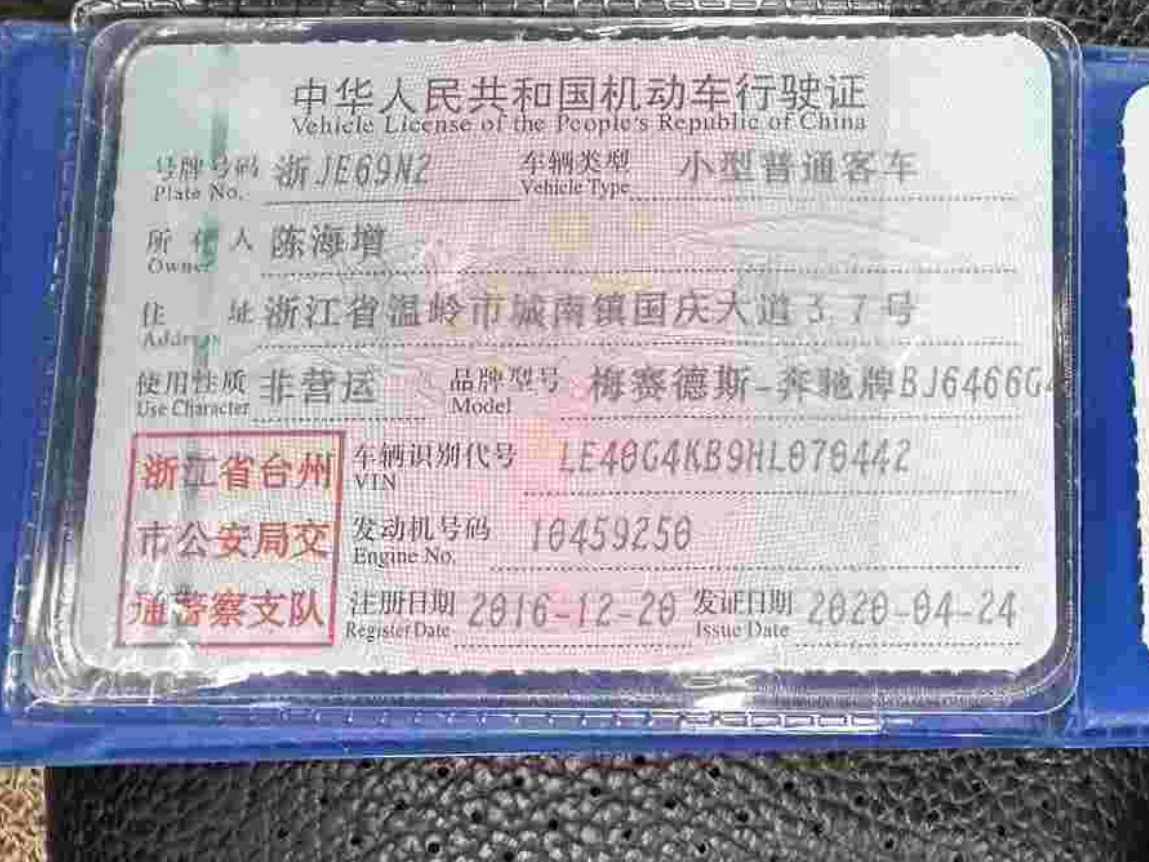 中华人民共和国机动车行驶证
Vehicle License of the People's Republic of China
号牌号码 浙JE69N2 车辆类型 小型普通客车
Plate No. Vehicle Type
所有人 陈海增
Owner
住址 浙江省温岭市城南镇国庆大道37号
Address
使用性质 非营运 品牌型号 梅赛德斯-奔驰牌BJ6466G4
Use Character Model
浙江省台州
市公安局交
通警察支队
车辆识别代号 LE40G4KB9HL070442
VIN
发动机号码 10459250
Engine No.
注册日期 2016-12-20 发证日期 2020-04-24
Register Date Issue Date